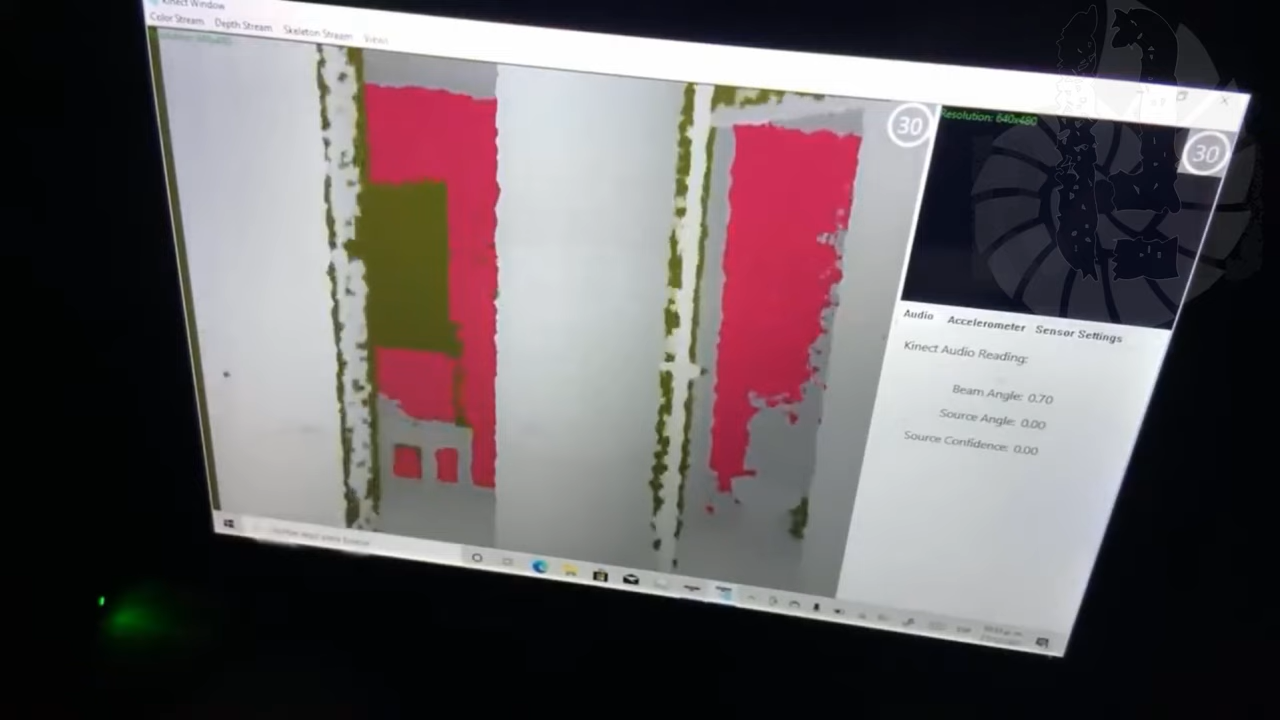 Kinect Window
Color Stream Depth Stream Skeleton Stream Views
30
Resolution: 640x480
30
Audio Accelerometer Sensor Settings
Kinect Audio Reading:
Beam Angle: 0.70
Source Angle: 0.00
Source Confidence: 0.00